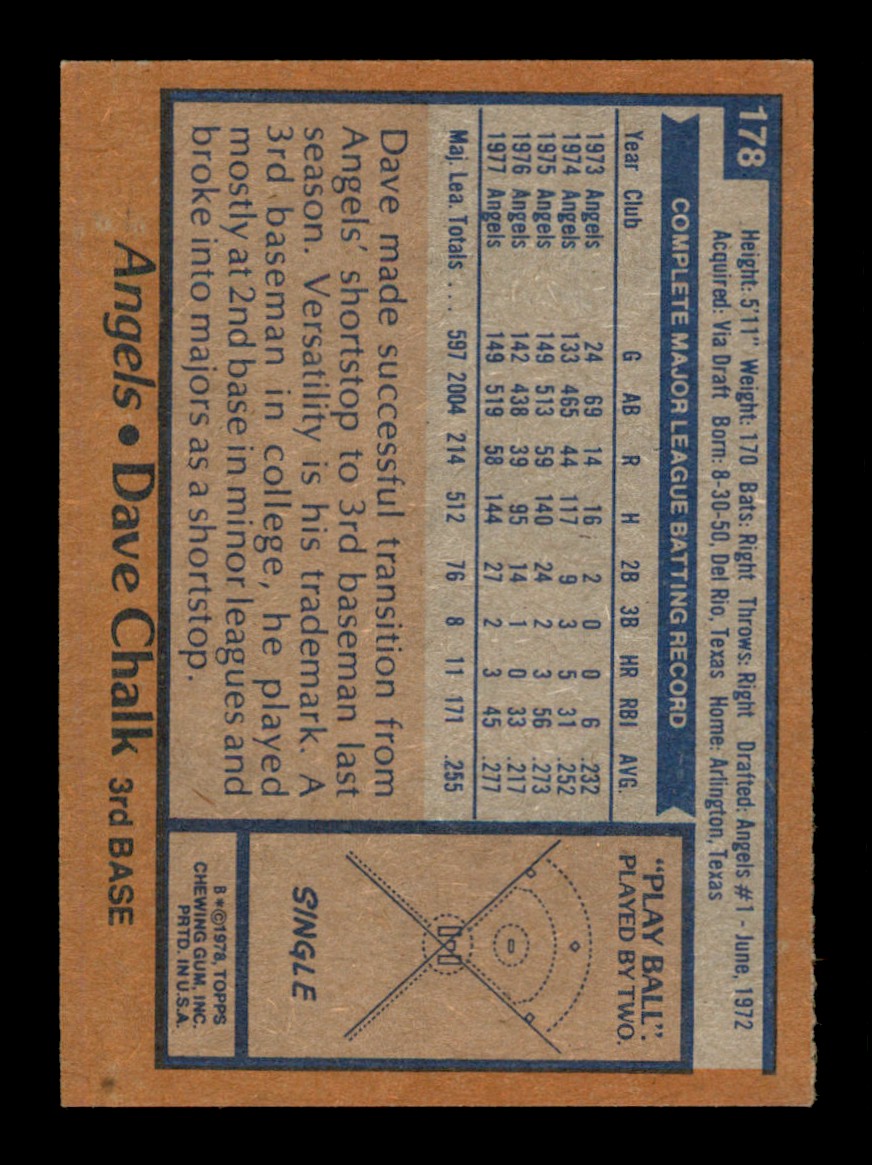 178
Height: 5'11" Weight: 170 Bats: Right Throws: Right Drafted: Angels #1 - June, 1972
Acquired: Via Draft Born: 8-30-50, Del Rio, Texas Home: Arlington, Texas
COMPLETE MAJOR LEAGUE BATTING RECORD
Year Club G AB R H 2B 3B HR RBI AVG.
1973 Angels 24 69 14 16 2 0 0 6 .232
1974 Angels 133 465 44 117 9 3 5 31 .252
1975 Angels 149 513 59 140 24 2 3 56 .273
1976 Angels 142 438 39 95 14 1 0 33 .217
1977 Angels 149 519 58 144 27 2 3 45 .277
Maj. Lea. Totals . . . 597 2004 214 512 76 8 11 171 .255
Dave made successful transition from
Angels' shortstop to 3rd baseman last
season. Versatility is his trademark. A
3rd baseman in college, he played
mostly at 2nd base in minor leagues and
broke into majors as a shortstop.
"PLAY BALL".
PLAYED BY TWO.
SINGLE
B*©1978, TOPPS
CHEWING GUM, INC.
PRTD. IN U.S.A.
Angels • Dave Chalk 3rd BASE